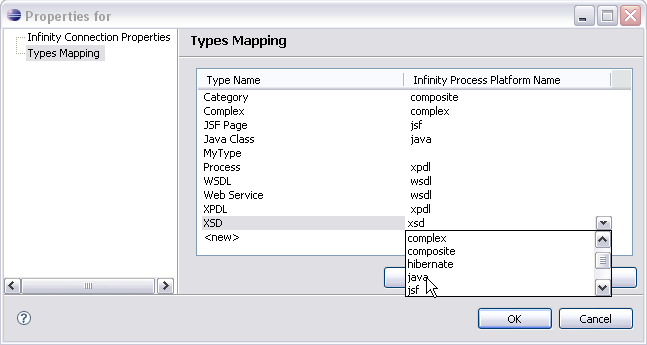 Properties for
Infinity Connection Properties
Types Mapping
Types Mapping
Type Name Infinity Process Platform Name
Category composite
Complex complex
JSF Page jsf
Java Class java
MyType
Process xpdl
WSDL wsdl
Web Service wsdl
XPDL xpdl
XSD xsd
<new>
complex
composite
hibernate
java
jsf
OK Cancel